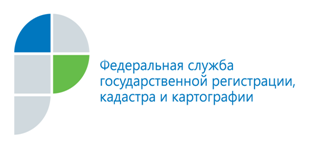 Федеральная служба
государственной регистрации,
кадастра и картографии